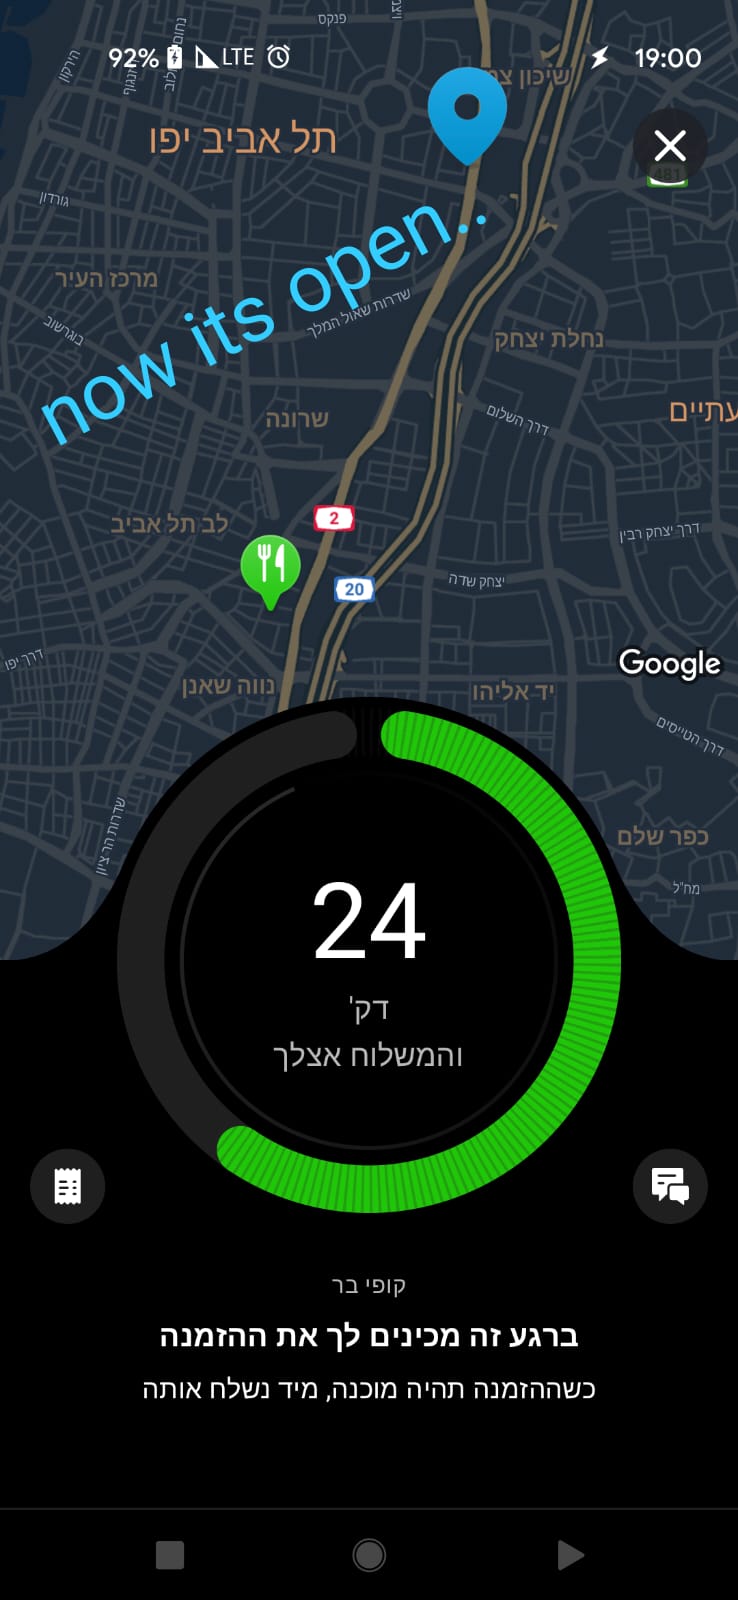 92% LTE 19:00
פנקס
הירקון
שיכון
תל אביב יפו
481
גורדון
now its open..
מרכז העיר
שדרות שאול המלך
בוגרשוב
נחלת יצחק
עתיים
שרונה
דרך השלום
2
לב תל אביב
דרך יצחק רבין
20
יצחק שדה
דרך יפו
Google
נווה שאנן
יד אליהו
דרך הטייסים
שדרות הר ציון
כפר שלם
מח"ל
24
דק'
והמשלוח אצלך
קופי בר
ברגע זה מכינים לך את ההזמנה
כשההזמנה תהיה מוכנה, מיד נשלח אותה